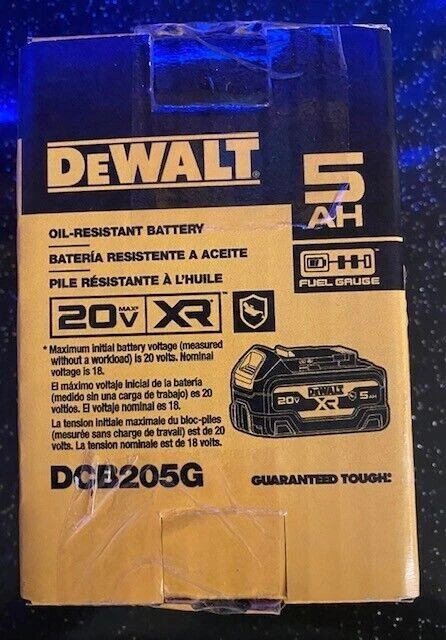 DEWALT
5
AH
OIL-RESISTANT BATTERY
BATERÍA RESISTENTE A ACEITE
PILE RÉSISTANTE À L'HUILE
FUEL GAUGE™
20V MAX* XR™
* Maximum initial battery voltage (measured
without a workload) is 20 volts. Nominal
voltage is 18.
El máximo voltaje inicial de la batería
(medido sin una carga de trabajo) es 20
voltios. El voltaje nominal es 18.
La tension initiale maximale du bloc-piles
(mesurée sans charge de travail) est de 20
volts. La tension nominale est de 18 volts.
DEWALT
20V XR 5AH
DCB205G
GUARANTEED TOUGH®